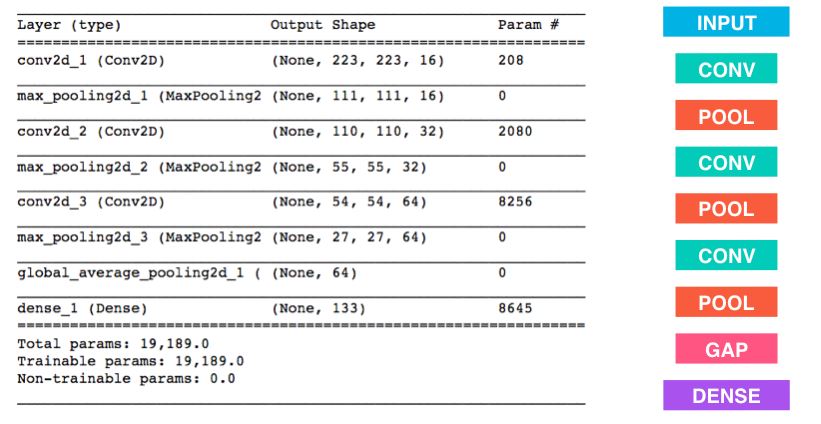 Layer (type) Output Shape Param #
=================================================================
conv2d_1 (Conv2D) (None, 223, 223, 16) 208
max_pooling2d_1 (MaxPooling2 (None, 111, 111, 16) 0
conv2d_2 (Conv2D) (None, 110, 110, 32) 2080
max_pooling2d_2 (MaxPooling2 (None, 55, 55, 32) 0
conv2d_3 (Conv2D) (None, 54, 54, 64) 8256
max_pooling2d_3 (MaxPooling2 (None, 27, 27, 64) 0
global_average_pooling2d_1 ( (None, 64) 0
dense_1 (Dense) (None, 133) 8645
=================================================================
Total params: 19,189.0
Trainable params: 19,189.0
Non-trainable params: 0.0
INPUT
CONV
POOL
CONV
POOL
CONV
POOL
GAP
DENSE